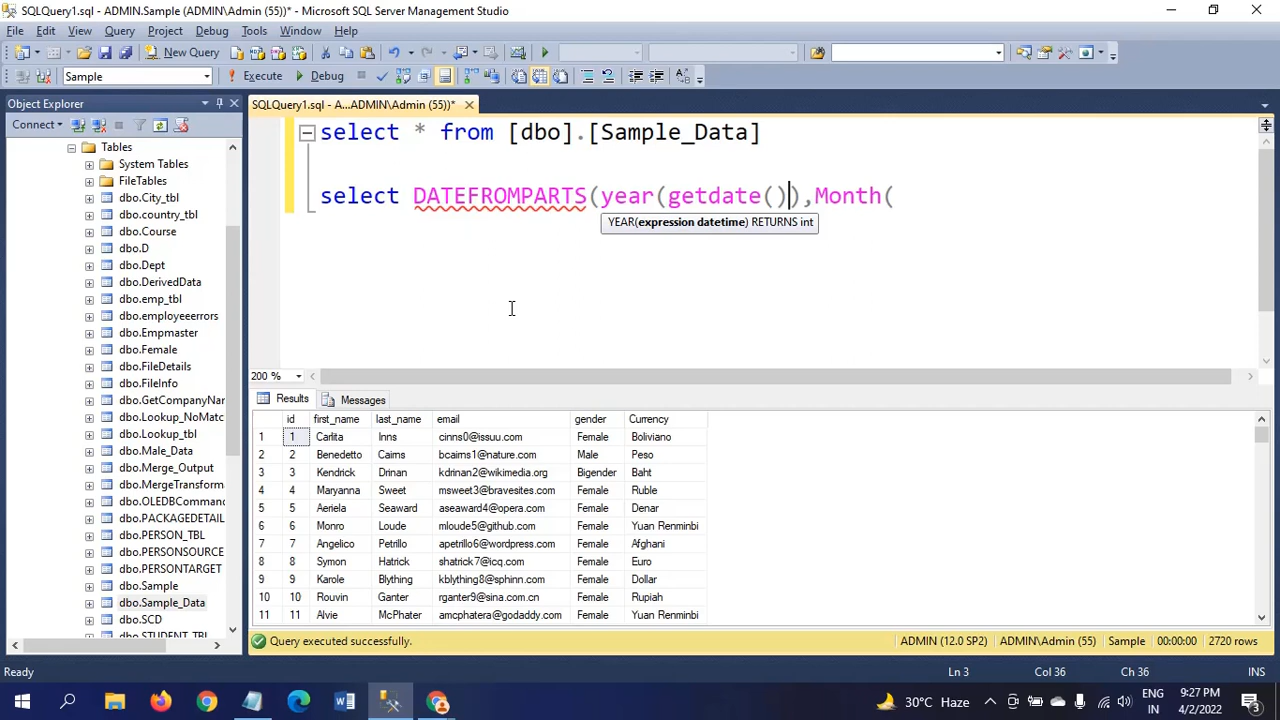 SQLQuery1.sql - ADMIN.Sample (ADMIN\Admin (55))* - Microsoft SQL Server Management Studio
File Edit View Query Project Debug Tools Window Help
New Query
Sample Execute Debug
Object Explorer
Connect
Tables
System Tables
FileTables
dbo.City_tbl
dbo.country_tbl
dbo.Course
dbo.D
dbo.Dept
dbo.DerivedData
dbo.emp_tbl
dbo.employeeerrors
dbo.Empmaster
dbo.Female
dbo.FileDetails
dbo.FileInfo
dbo.GetCompanyNar
dbo.Lookup_NoMatc
dbo.Lookup_tbl
dbo.Male_Data
dbo.Merge_Output
dbo.MergeTransform
dbo.OLEDBComman
dbo.PACKAGEDETAIL
dbo.PERSON_TBL
dbo.PERSONSOURCE
dbo.PERSONTARGET
dbo.Sample
dbo.Sample_Data
dbo.SCD
dbo.STUDENT_TBL
SQLQuery1.sql - A...ADMIN\Admin (55))*
select * from [dbo].[Sample_Data]
select DATEFROMPARTS(year(getdate()),Month(
YEAR(expression datetime) RETURNS int
200 %
Results Messages
id first_name last_name email gender Currency
1 1 Carlita Inns cinns0@issuu.com Female Boliviano
2 2 Benedetto Cairns bcairns1@nature.com Male Peso
3 3 Kendrick Drinan kdrinan2@wikimedia.org Bigender Baht
4 4 Maryanna Sweet msweet3@bravesites.com Female Ruble
5 5 Aeriela Seaward aseaward4@opera.com Female Denar
6 6 Monro Loude mloude5@github.com Female Yuan Renminbi
7 7 Angelico Petrillo apetrillo6@wordpress.com Female Afghani
8 8 Symon Hatrick shatrick7@icq.com Female Euro
9 9 Karole Blything kblything8@sphinn.com Female Dollar
10 10 Rouvin Ganter rganter9@sina.com.cn Female Rupiah
11 11 Alvie McPhater amcphatera@godaddy.com Female Yuan Renminbi
Query executed successfully. ADMIN (12.0 SP2) ADMIN\Admin (55) Sample 00:00:00 2720 rows
Ready Ln 3 Col 36 Ch 36 INS
30°C Haze ENG IN 9:27 PM 4/2/2022 3